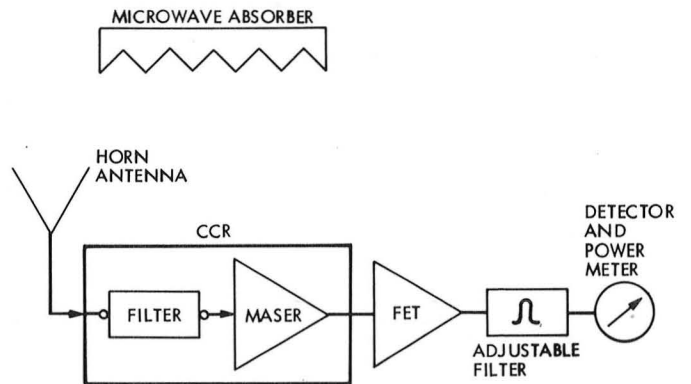 MICROWAVE ABSORBER
HORN
ANTENNA
CCR
FILTER
MASER
FET
ADJUSTABLE
FILTER
DETECTOR
AND
POWER
METER